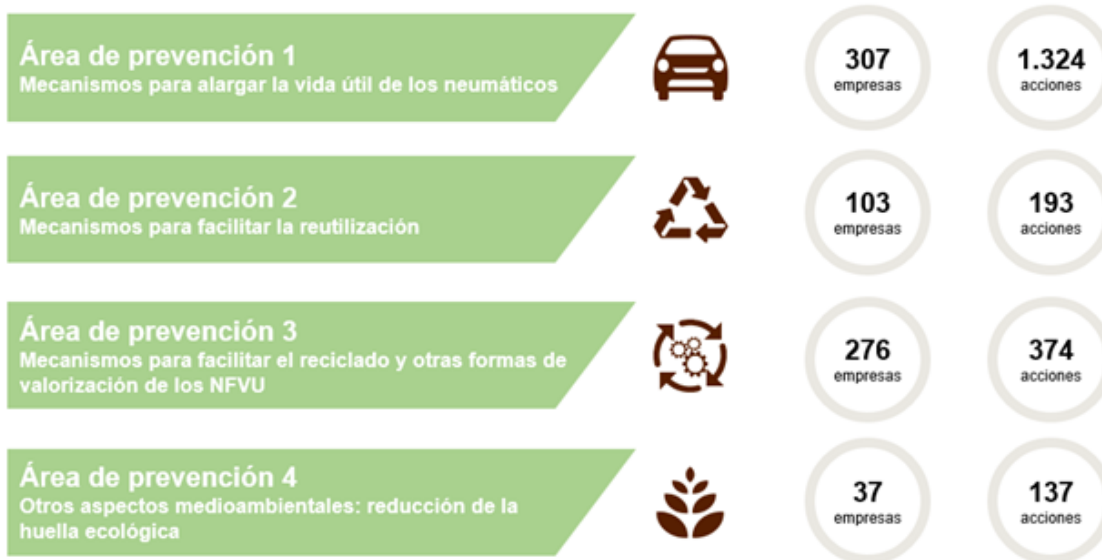 Área de prevención 1
Mecanismos para alargar la vida útil de los neumáticos
307
empresas
1.324
acciones
Área de prevención 2
Mecanismos para facilitar la reutilización
103
empresas
193
acciones
Área de prevención 3
Mecanismos para facilitar el reciclado y otras formas de
valorización de los NFVU
276
empresas
374
acciones
Área de prevención 4
Otros aspectos medioambientales: reducción de la
huella ecológica
37
empresas
137
acciones